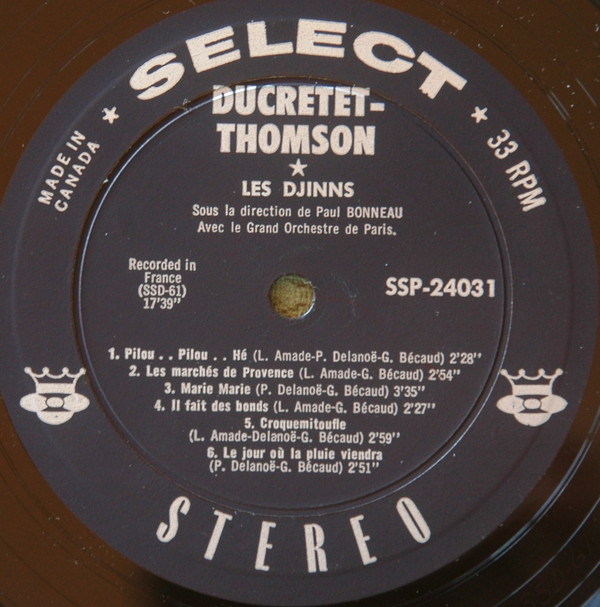 SELECT
DUCRETET-
THOMSON
MADE IN
CANADA
33 RPM
LES DJINNS
Sous la direction de Paul BONNEAU
Avec le Grand Orchestre de Paris.
Recorded in
France
(SSD-61)
17'39"
SSP-24031
1. Pilou . . Pilou . . Hé (L. Amade-P. Delanoë-G. Bécaud) 2'28"
2. Les marchés de Provence (L. Amade-G. Bécaud) 2'54"
3. Marie Marie (P. Delanoë-G. Bécaud) 3'35"
4. Il fait des bonds (L. Amade-G. Bécaud) 2'27"
5. Croquemitoufle
(L. Amade-Delanoë-G. Bécaud) 2'59"
6. Le jour où la pluie viendra
(P. Delanoë-G. Bécaud) 2'51"
STEREO